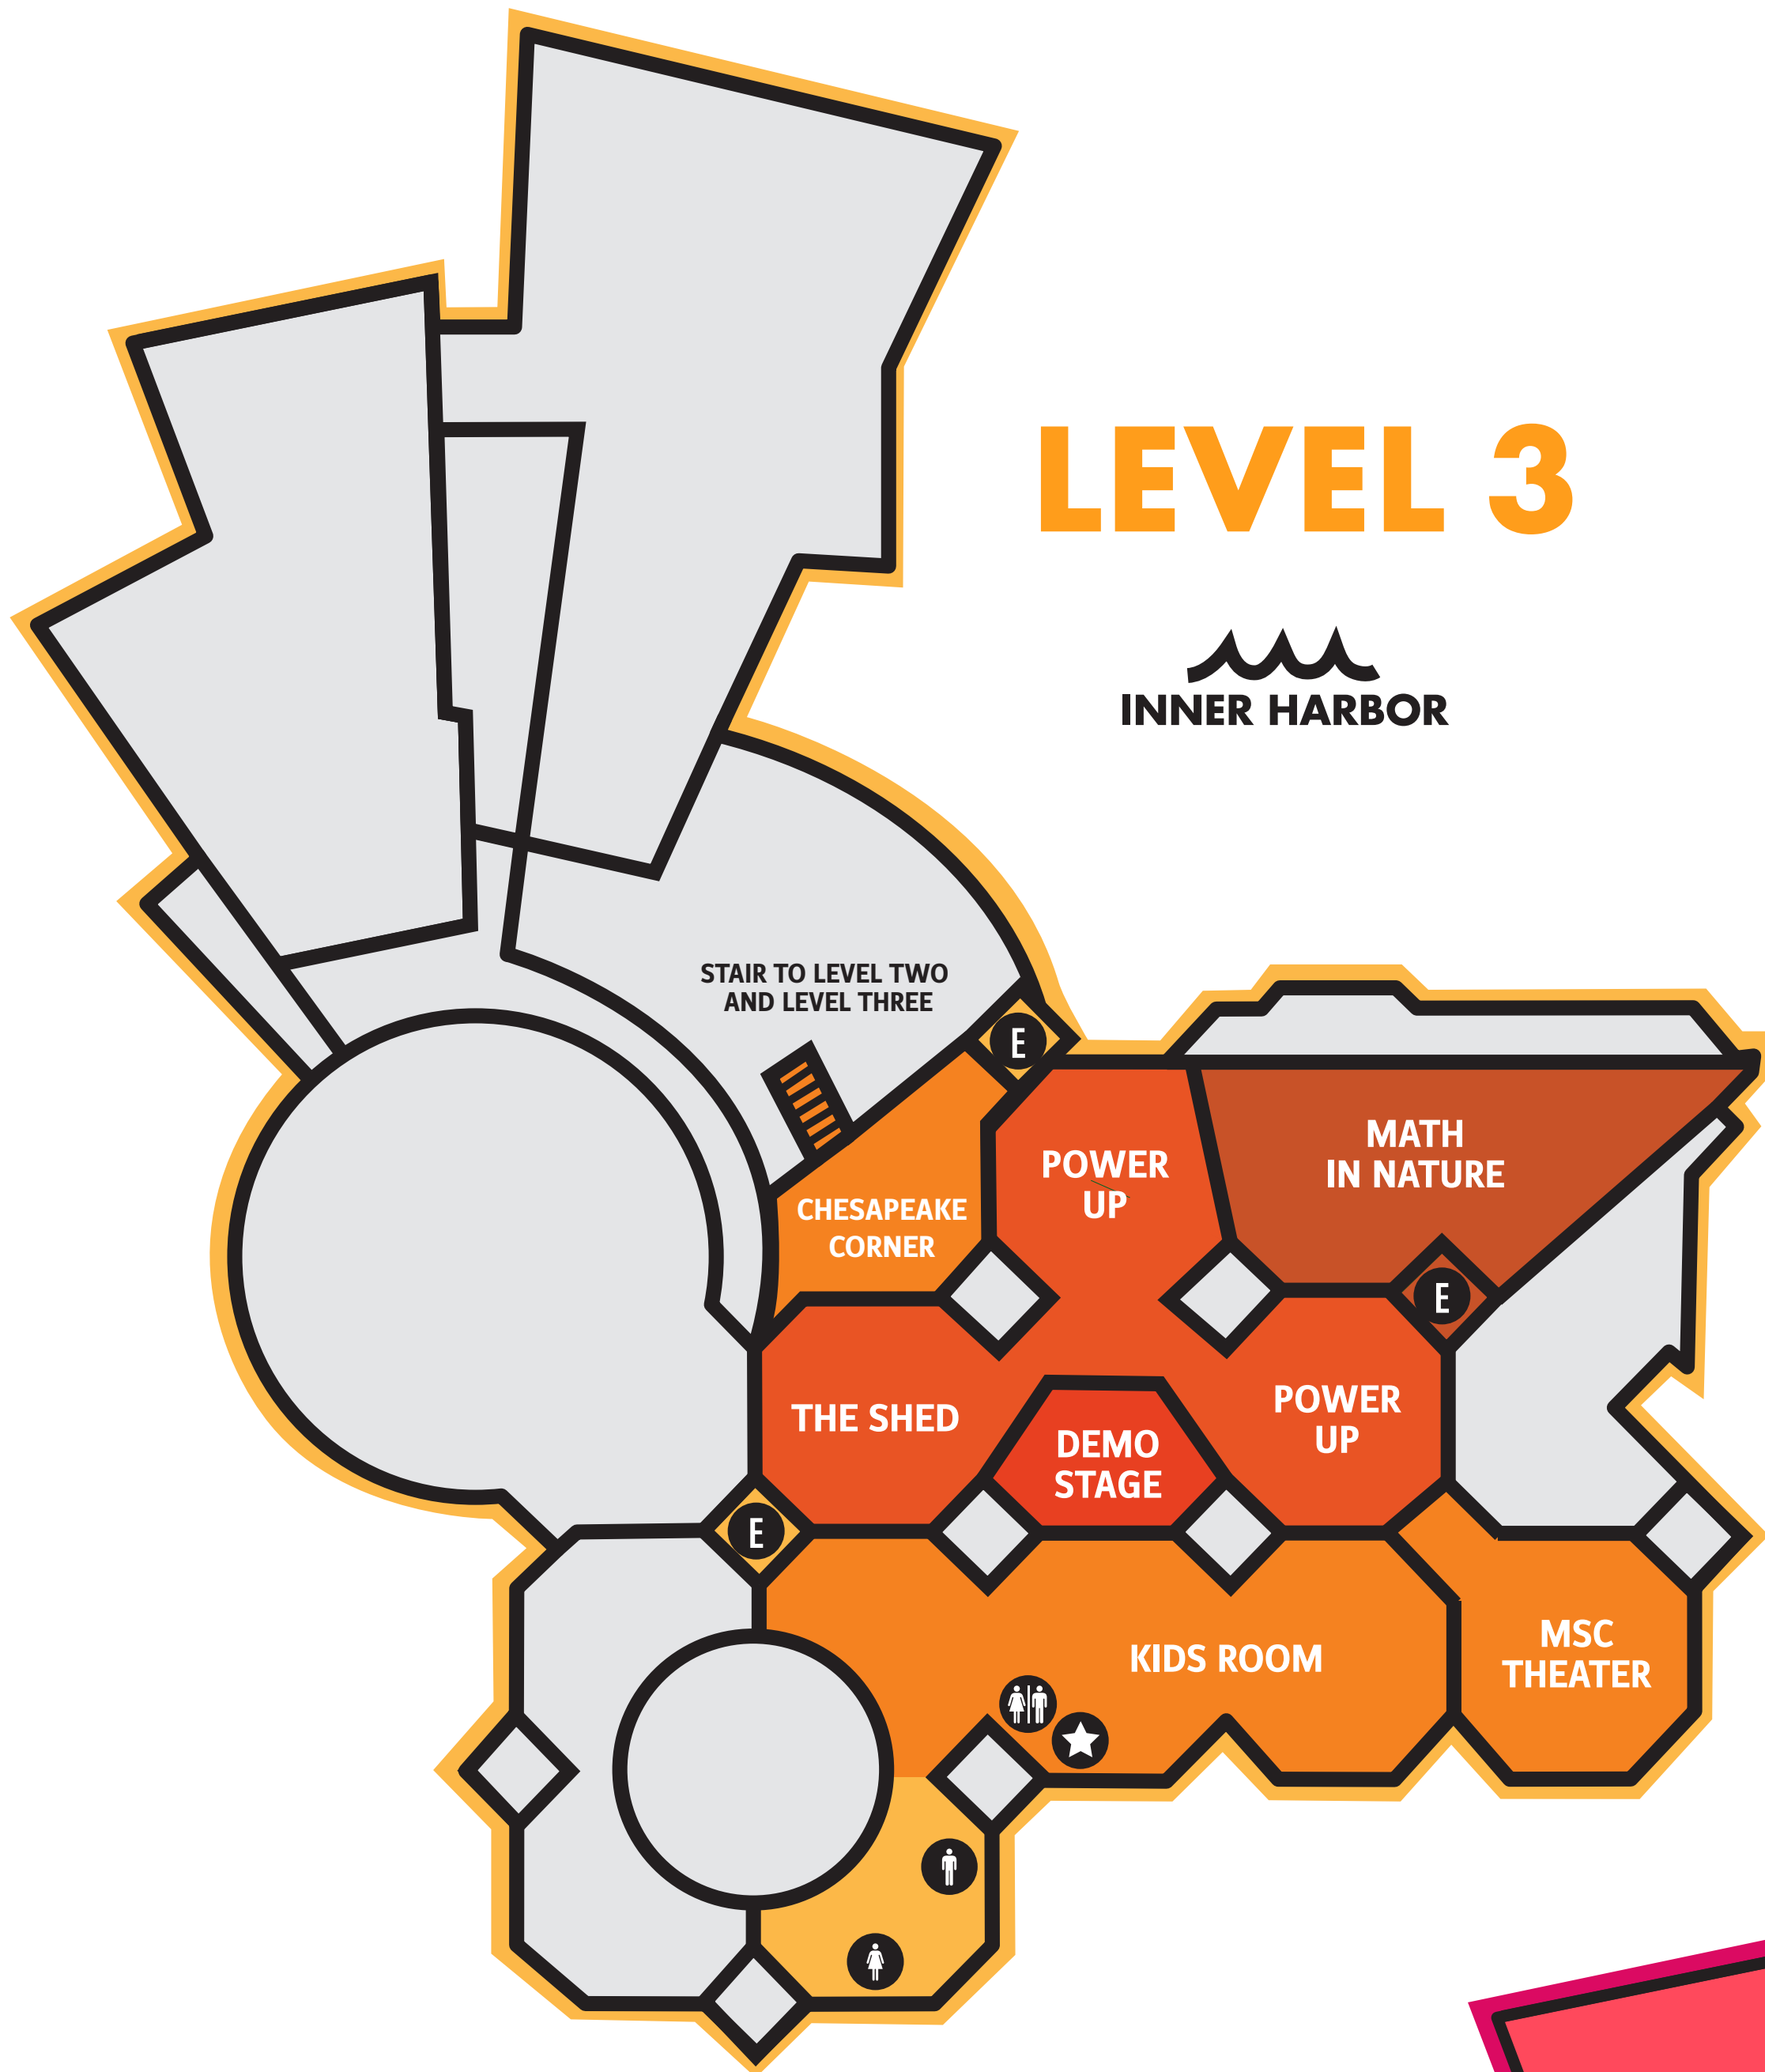 LEVEL 3
INNER HARBOR
STAIR TO LEVEL TWO
AND LEVEL THREE
E
POWER
UP
MATH
IN NATURE
CHESAPEAKE
CORNER
E
THE SHED
DEMO
STAGE
POWER
UP
E
KIDS ROOM
MSC
THEATER